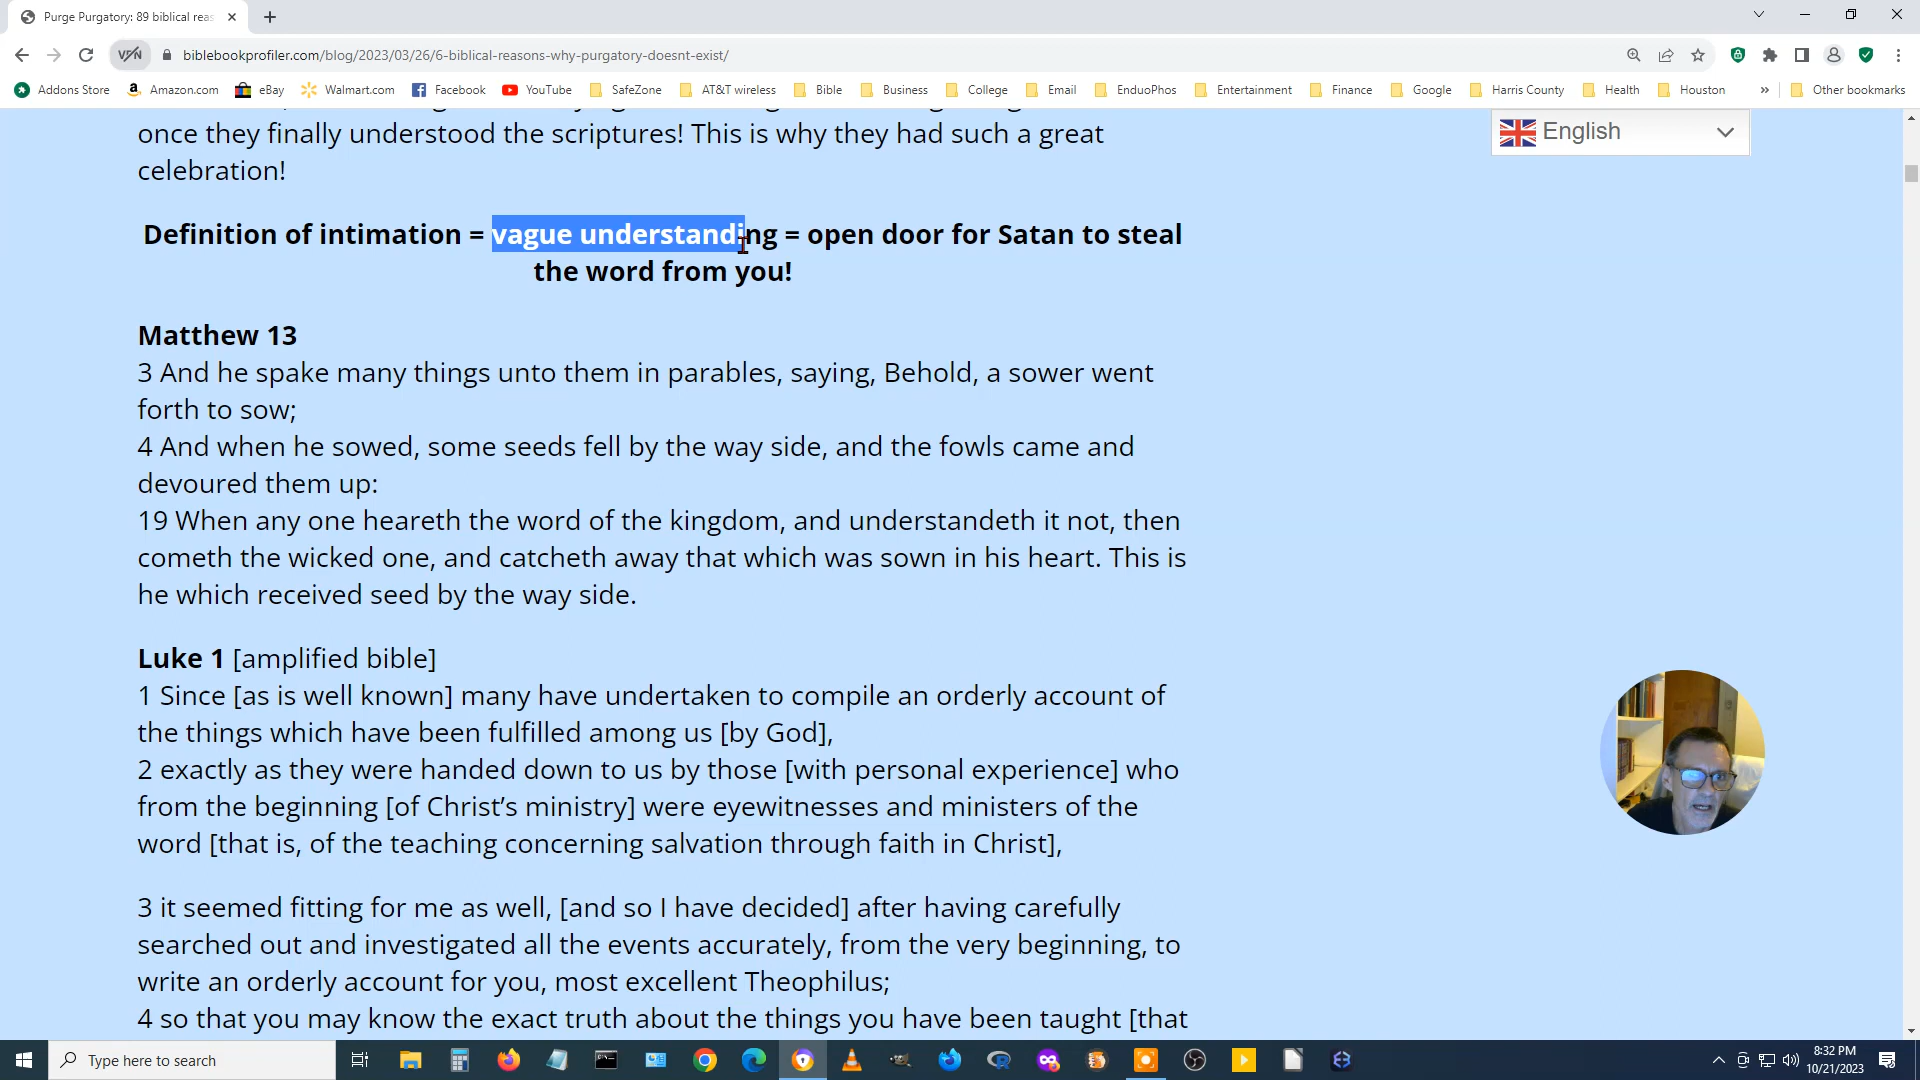 Purge Purgatory: 89 biblical reas
biblebookprofiler.com/blog/2023/03/26/6-biblical-reasons-why-purgatory-doesnt-exist/
VPN
Addons Store
Amazon.com
eBay
Walmart.com
Facebook
YouTube
SafeZone
AT&T wireless
Bible
Business
College
Email
EnduoPhos
Entertainment
Finance
Google
Harris County
Health
Houston
»
Other bookmarks
English
once they finally understood the scriptures! This is why they had such a great
celebration!
Definition of intimation = vague understanding = open door for Satan to steal
the word from you!
Matthew 13
3 And he spake many things unto them in parables, saying, Behold, a sower went
forth to sow;
4 And when he sowed, some seeds fell by the way side, and the fowls came and
devoured them up:
19 When any one heareth the word of the kingdom, and understandeth it not, then
cometh the wicked one, and catcheth away that which was sown in his heart. This is
he which received seed by the way side.
Luke 1 [amplified bible]
1 Since [as is well known] many have undertaken to compile an orderly account of
the things which have been fulfilled among us [by God],
2 exactly as they were handed down to us by those [with personal experience] who
from the beginning [of Christ’s ministry] were eyewitnesses and ministers of the
word [that is, of the teaching concerning salvation through faith in Christ],
3 it seemed fitting for me as well, [and so I have decided] after having carefully
searched out and investigated all the events accurately, from the very beginning, to
write an orderly account for you, most excellent Theophilus;
4 so that you may know the exact truth about the things you have been taught [that
Type here to search
8:32 PM
10/21/2023